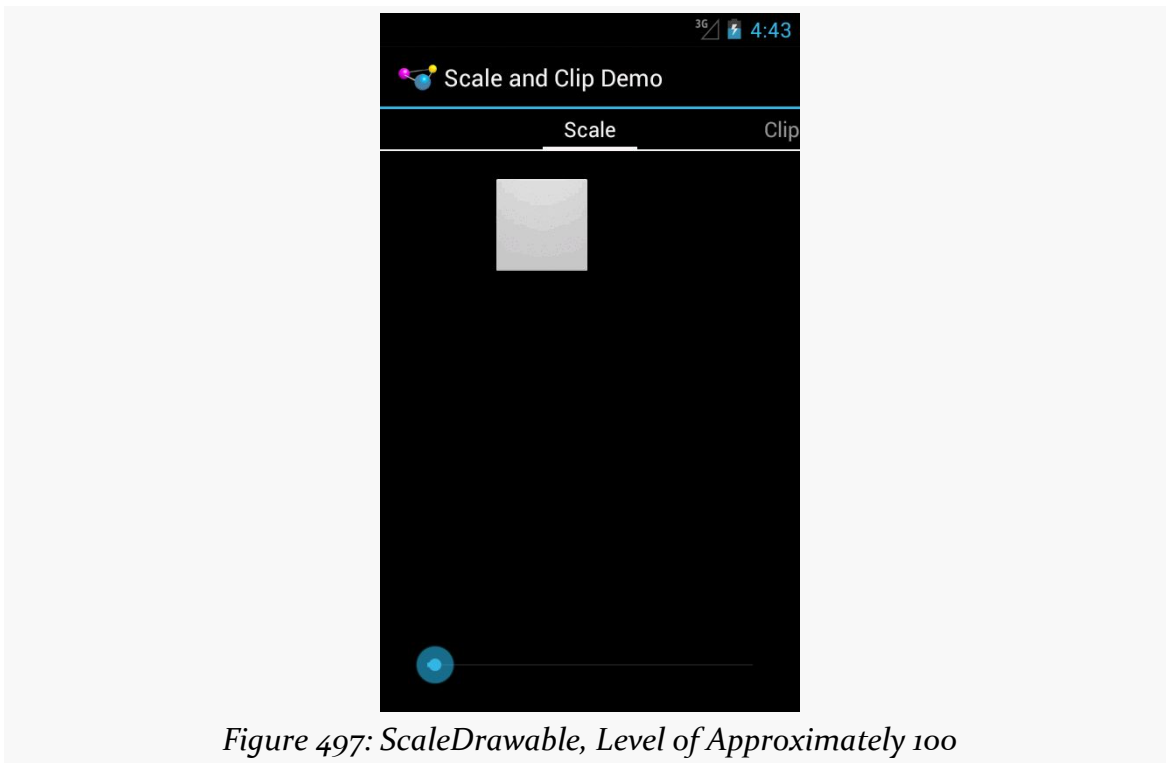 3G 4:43
Scale and Clip Demo
Scale Clip
Figure 497: ScaleDrawable, Level of Approximately 100